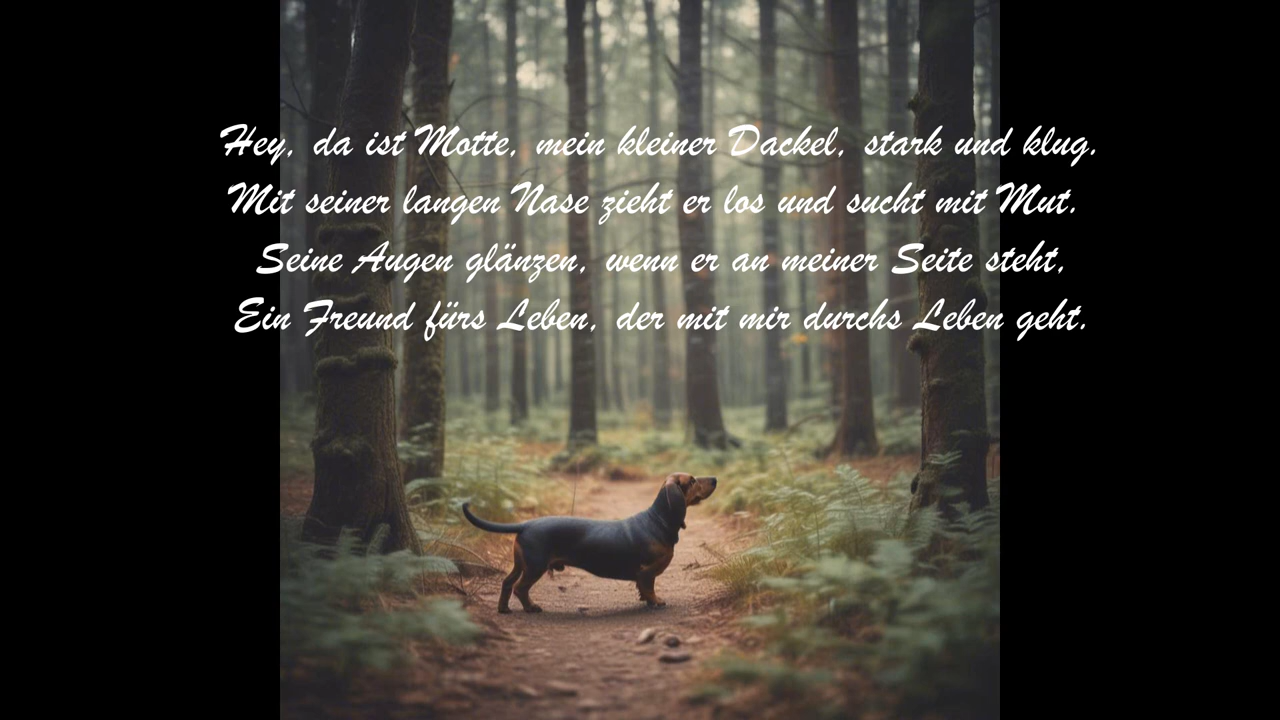 Hey, da ist Motte, mein kleiner Dackel, stark und klug.
Mit seiner langen Nase zieht er los und sucht mit Mut.
Seine Augen glänzen, wenn er an meiner Seite steht,
Ein Freund fürs Leben, der mit mir durchs Leben geht.